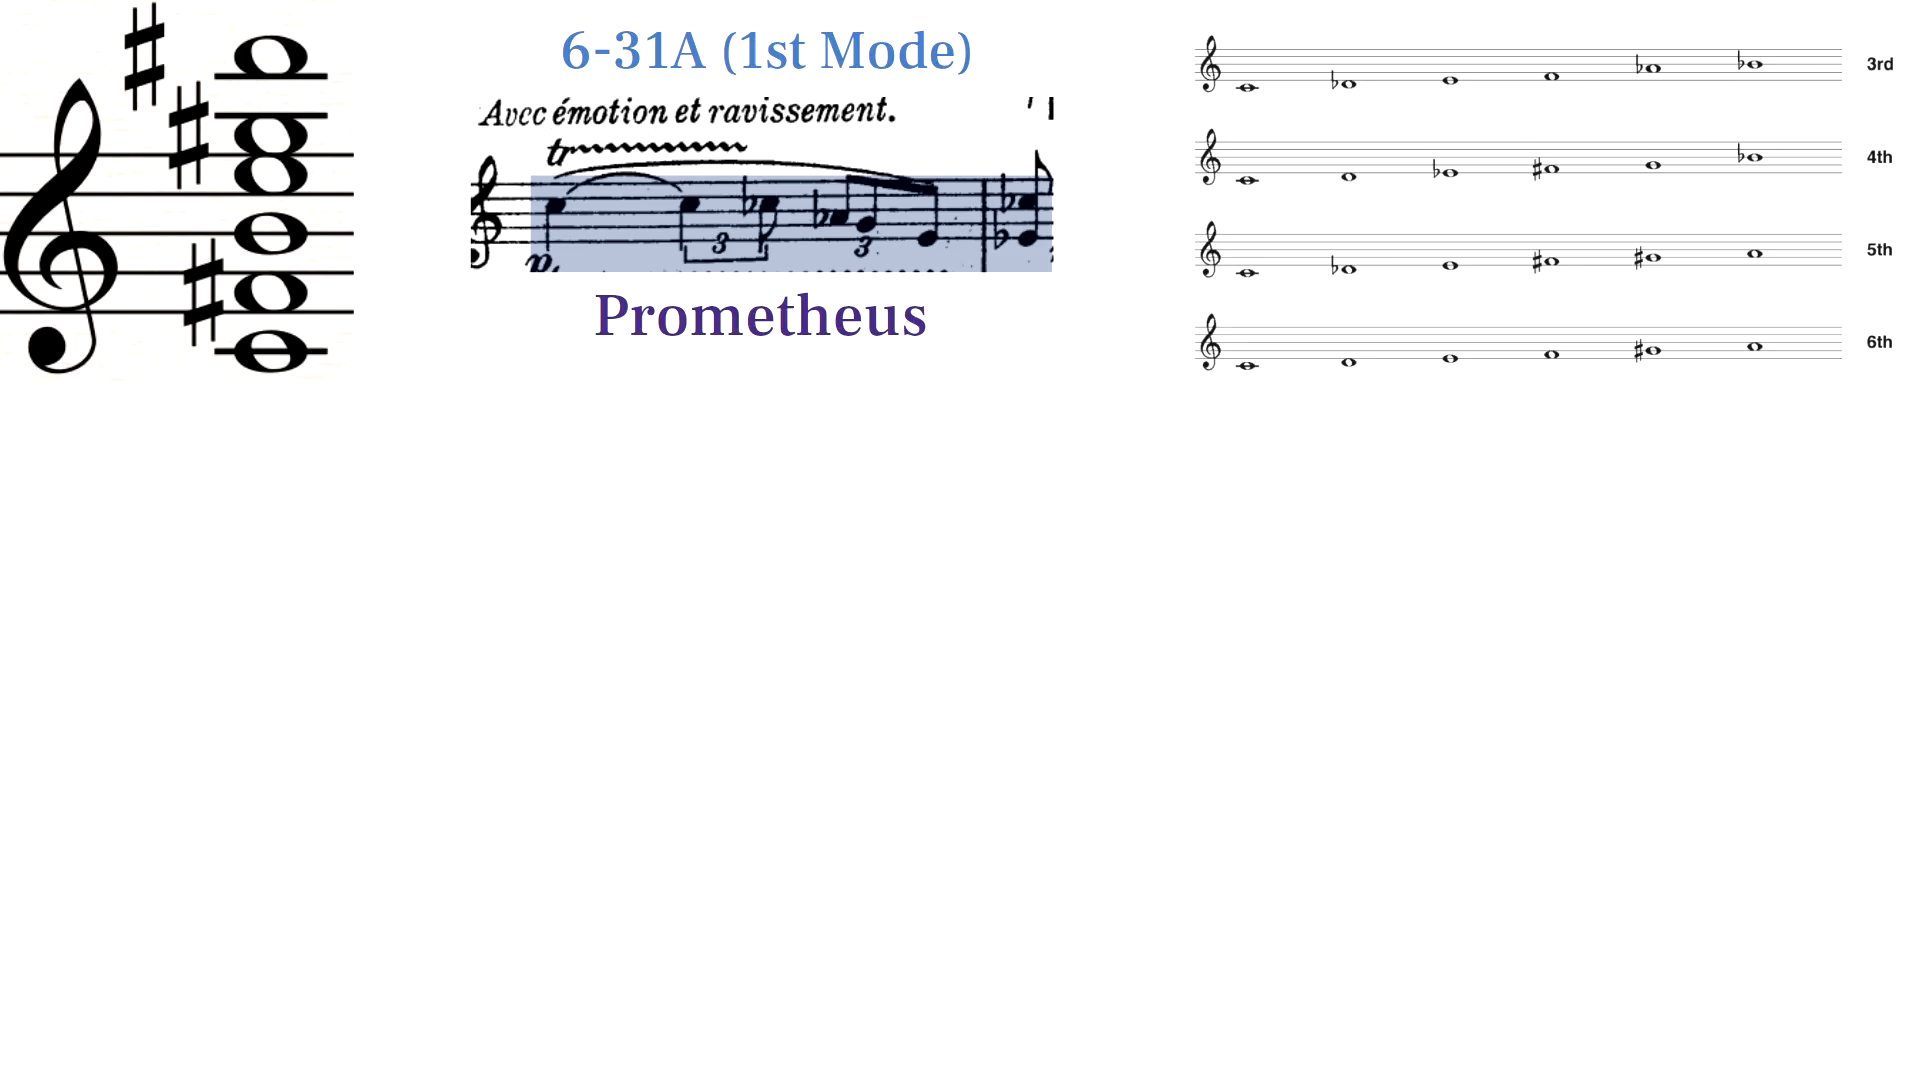 6-31A (1st Mode)
Avec émotion et ravissement.
tr
3
3
p.
Prometheus
3rd
4th
5th
6th